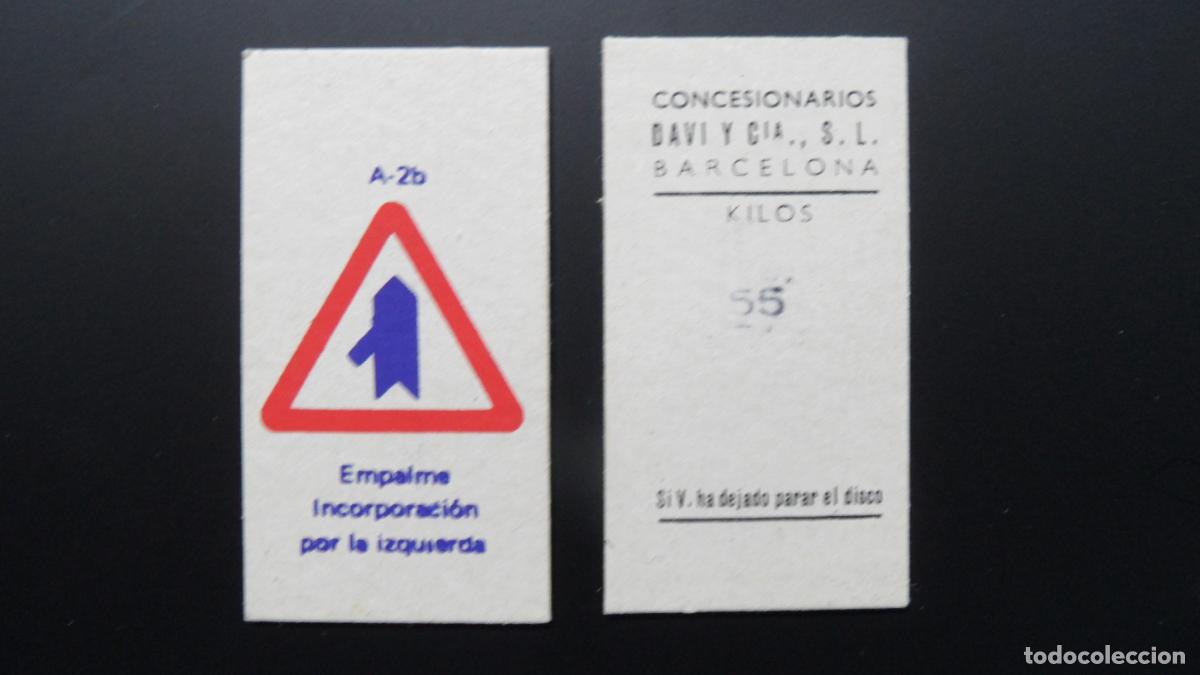 A-2b
Empalme
Incorporación
por la izquierda
CONCESIONARIOS
DAVI Y CIA., S. L.
BARCELONA
KILOS
55
Si V. ha dejado parar el disco
todocoleccion